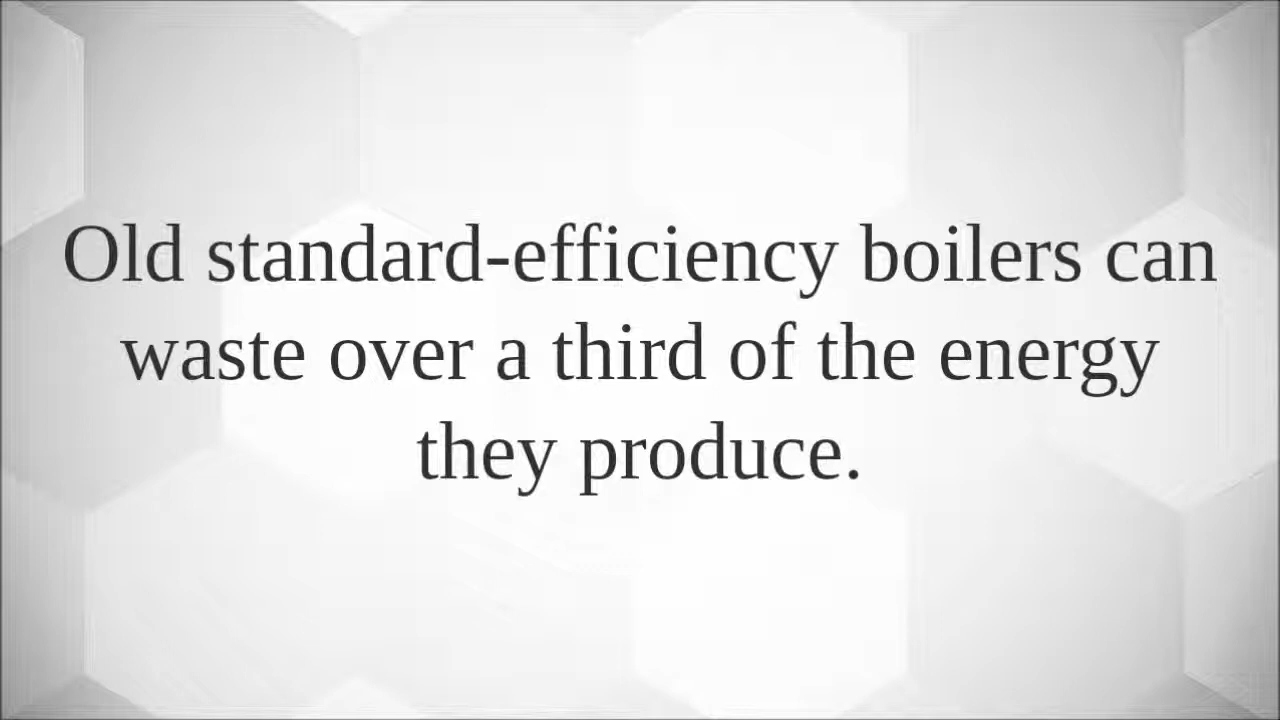 Old standard-efficiency boilers can
waste over a third of the energy
they produce.